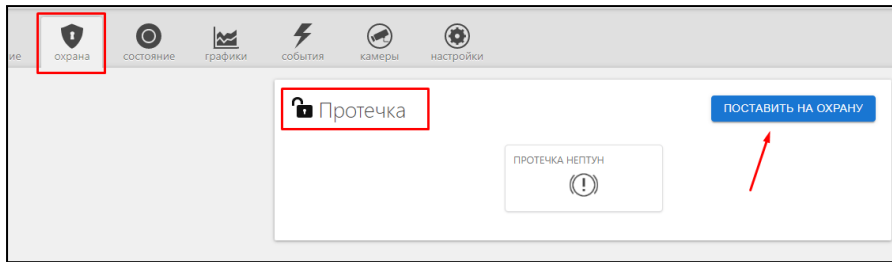 ие охрана состояние графики события камеры настройки
Протечка
ПОСТАВИТЬ НА ОХРАНУ
ПРОТЕЧКА НЕПТУН